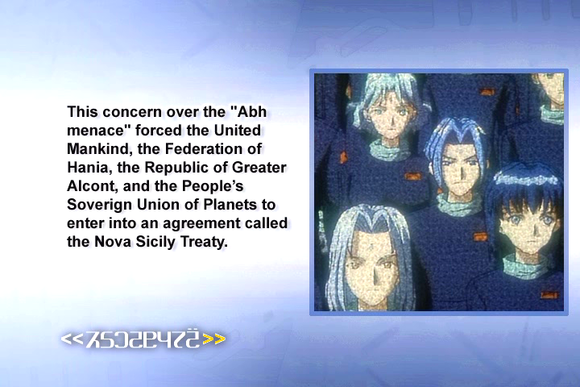 This concern over the "Abh
menace" forced the United
Mankind, the Federation of
Hania, the Republic of Greater
Alcont, and the People's
Soverign Union of Planets to
enter into an agreement called
the Nova Sicily Treaty.